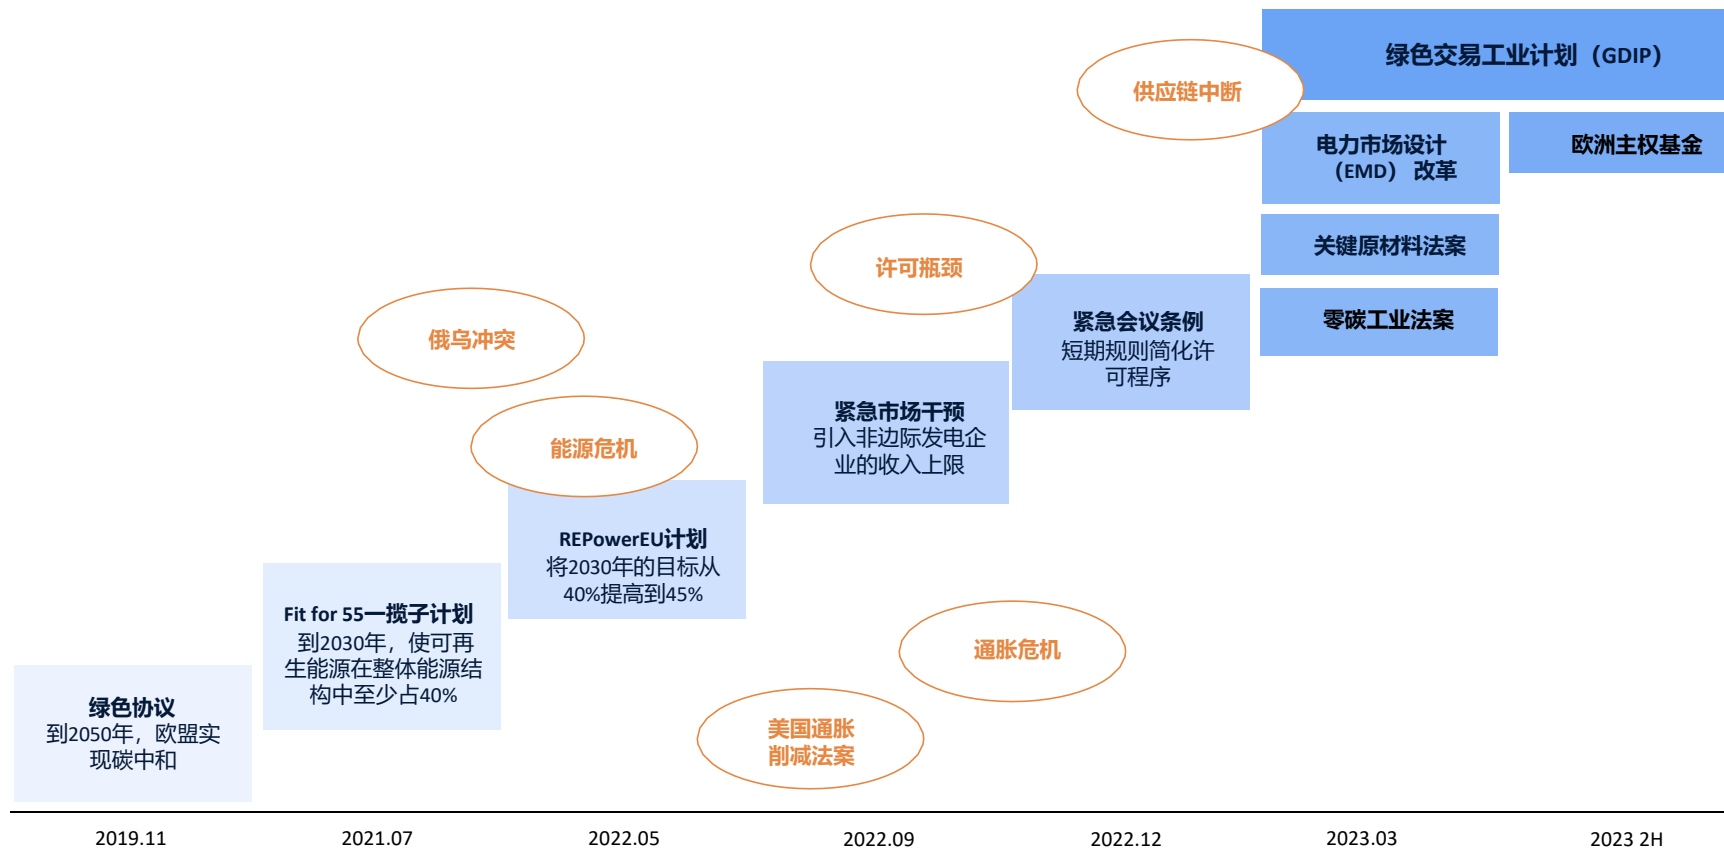 绿色交易工业计划（GDIP）
供应链中断
电力市场设计
（EMD） 改革
欧洲主权基金
许可瓶颈
关键原材料法案
俄乌冲突
紧急会议条例
短期规则简化许
可程序
零碳工业法案
能源危机
紧急市场干预
引入非边际发电企
业的收入上限
REPowerEU计划
将2030年的目标从
40%提高到45%
Fit for 55一揽子计划
到2030年，使可再
生能源在整体能源结
构中至少占40%
通胀危机
绿色协议
到2050年，欧盟实
现碳中和
美国通胀
削减法案
2019.11
2021.07
2022.05
2022.09
2022.12
2023.03
2023 2H